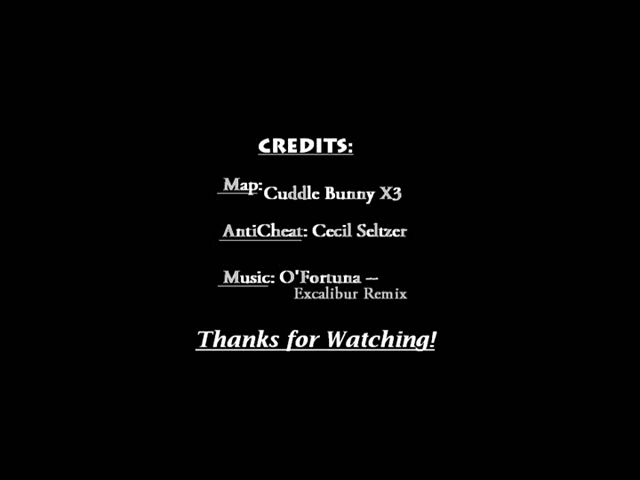 CREDITS:
Map: Cuddle Bunny X3
AntiCheat: Cecil Seltzer
Music: O'Fortuna –
Excalibur Remix
Thanks for Watching!